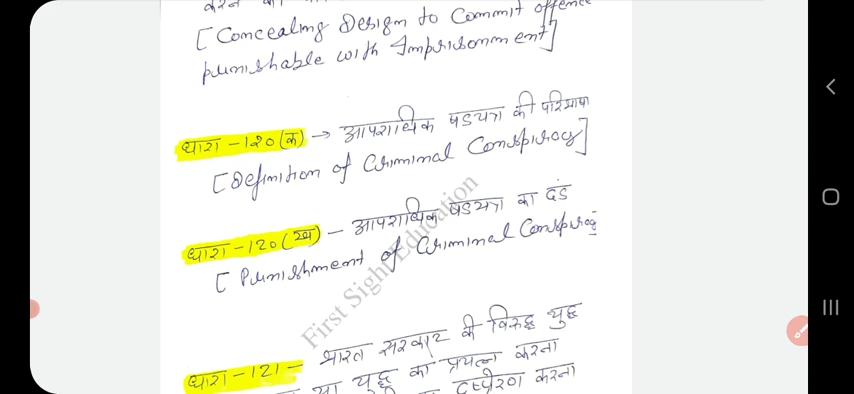 करने का
[Concealing Design to Commit offence
punishable with Imprisonment]
धारा-120(क) → आपराधिक षडयंत्र की परिभाषा
[Definition of Criminal Conspiracy]
धारा-120(ख) - आपराधिक षडयंत्र का दंड
[Punishment of Criminal Conspiracy
धारा-121 - भारत सरकार के विरुद्ध युद्ध
या युद्ध का प्रयत्न करना
दुष्प्रेरण करना
First Sight Education